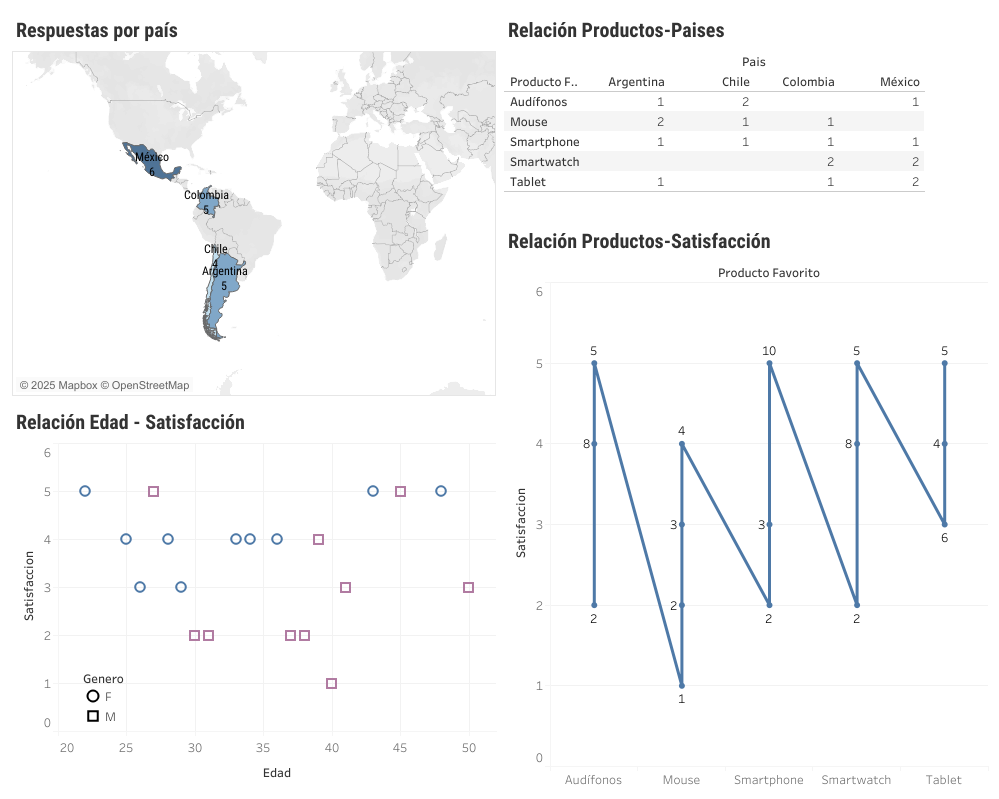 Respuestas por país
México
6
Colombia
5
Chile
4
Argentina
5
© 2025 Mapbox © OpenStreetMap
Relación Productos-Paises
Pais
Producto F.. Argentina Chile Colombia México
Audífonos 1 2 1
Mouse 2 1 1
Smartphone 1 1 1 1
Smartwatch 2 2
Tablet 1 1 2
Relación Edad - Satisfacción
Satisfaccion
6
5
4
3
2
1
0
Genero
F
M
20 25 30 35 40 45 50
Edad
Relación Productos-Satisfacción
Producto Favorito
Satisfaccion
6
5 5 10 5 5
5
4
4 8 8 4
3 3 3
6
2 2
2 2 2
1
1
0
Audífonos Mouse Smartphone Smartwatch Tablet